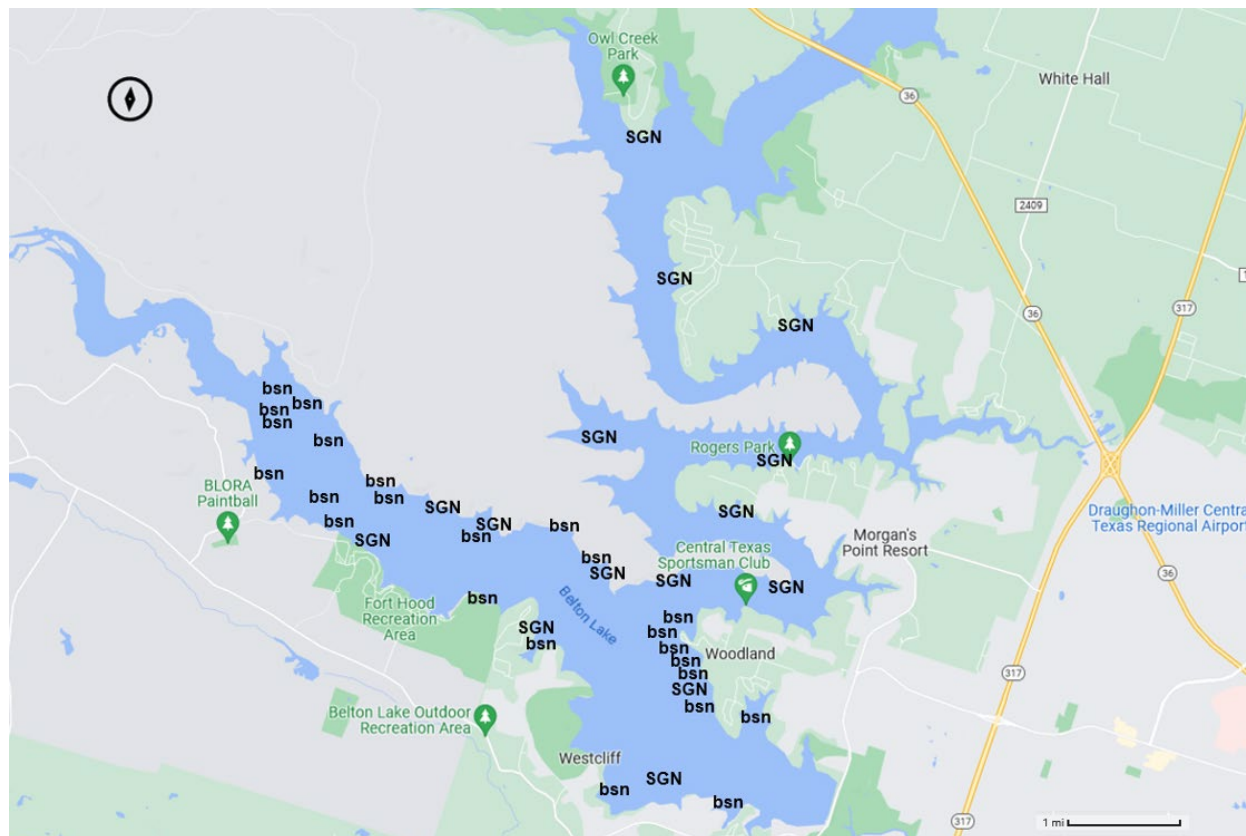 Owl Creek
Park
White Hall
36
SGN
2409
SGN
317
36
SGN
bsn
bsn
bsn
bsn
bsn
SGN
Rogers Park
SGN
BLORA
Paintball
bsn
bsn
bsn
bsn
SGN
SGN
bsn
SGN
bsn
bsn
SGN
Draughon-Miller Central
Texas Regional Airport
Morgan's
Point Resort
Central Texas
Sportsman Club
bsn
SGN
SGN
SGN
36
Fort Hood
Recreation
Area
bsn
Belton Lake
bsn
SGN
bsn
bsn
bsn
Woodland
bsn
bsn
SGN
bsn
317
Belton Lake Outdoor
Recreation Area
bsn
Westcliff
SGN
bsn
bsn
1 mi
317